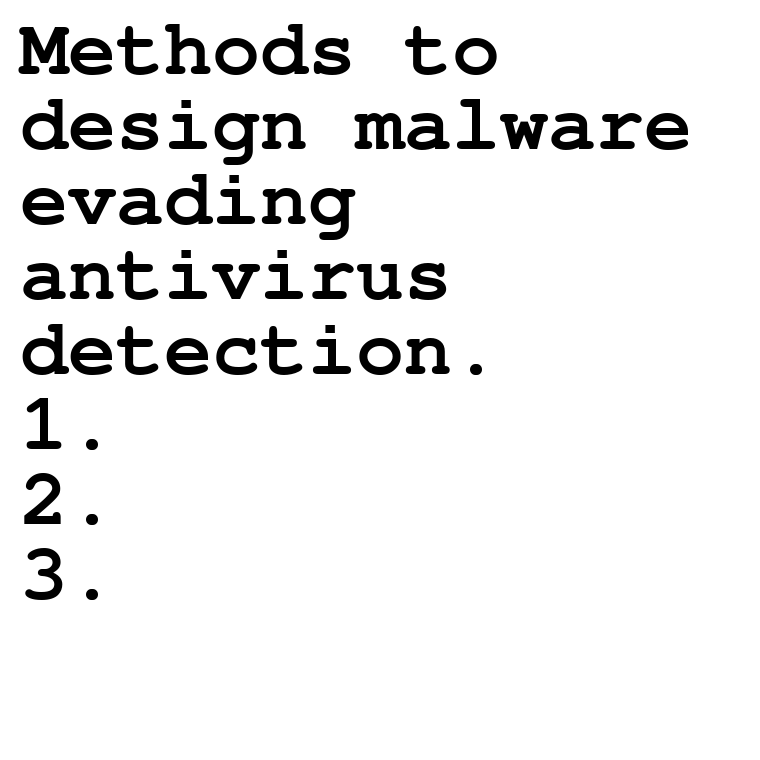 Methods to
design malware
evading
antivirus
detection.
1.
2.
3.